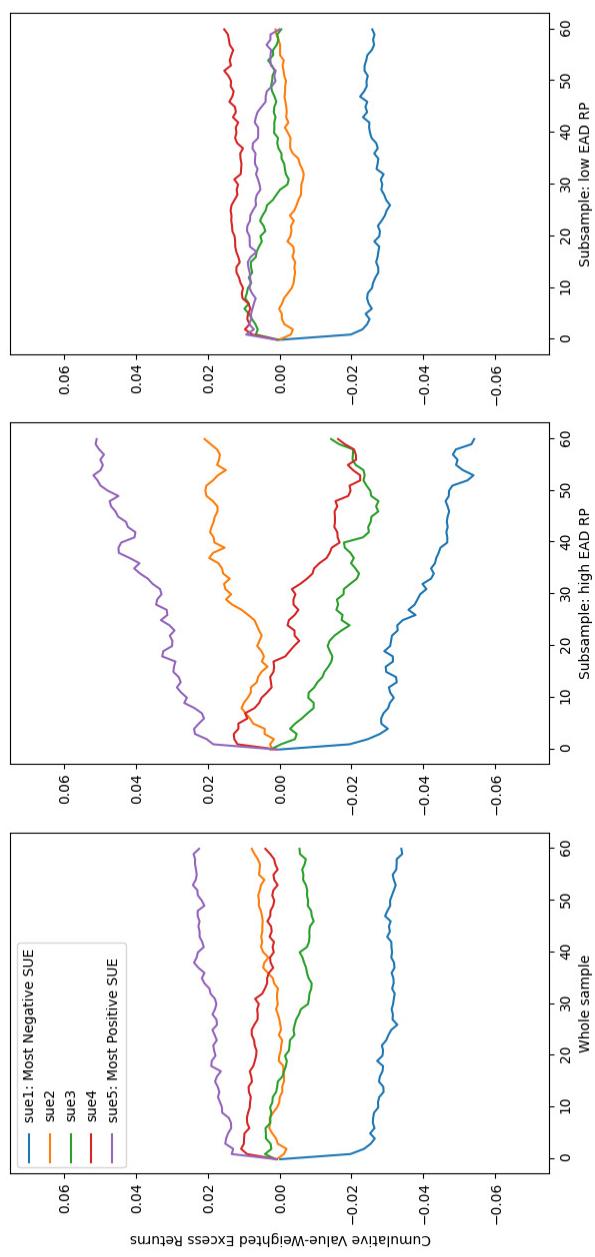 Cumulative Value-Weighted Excess Returns
0.06
0.04
0.02
0.00
−0.02
−0.04
−0.06
sue1: Most Negative SUE
sue2
sue3
sue4
sue5: Most Positive SUE
0 10 20 30 40 50 60
Whole sample
0.06
0.04
0.02
0.00
−0.02
−0.04
−0.06
0 10 20 30 40 50 60
Subsample: high EAD RP
0.06
0.04
0.02
0.00
−0.02
−0.04
−0.06
0 10 20 30 40 50 60
Subsample: low EAD RP